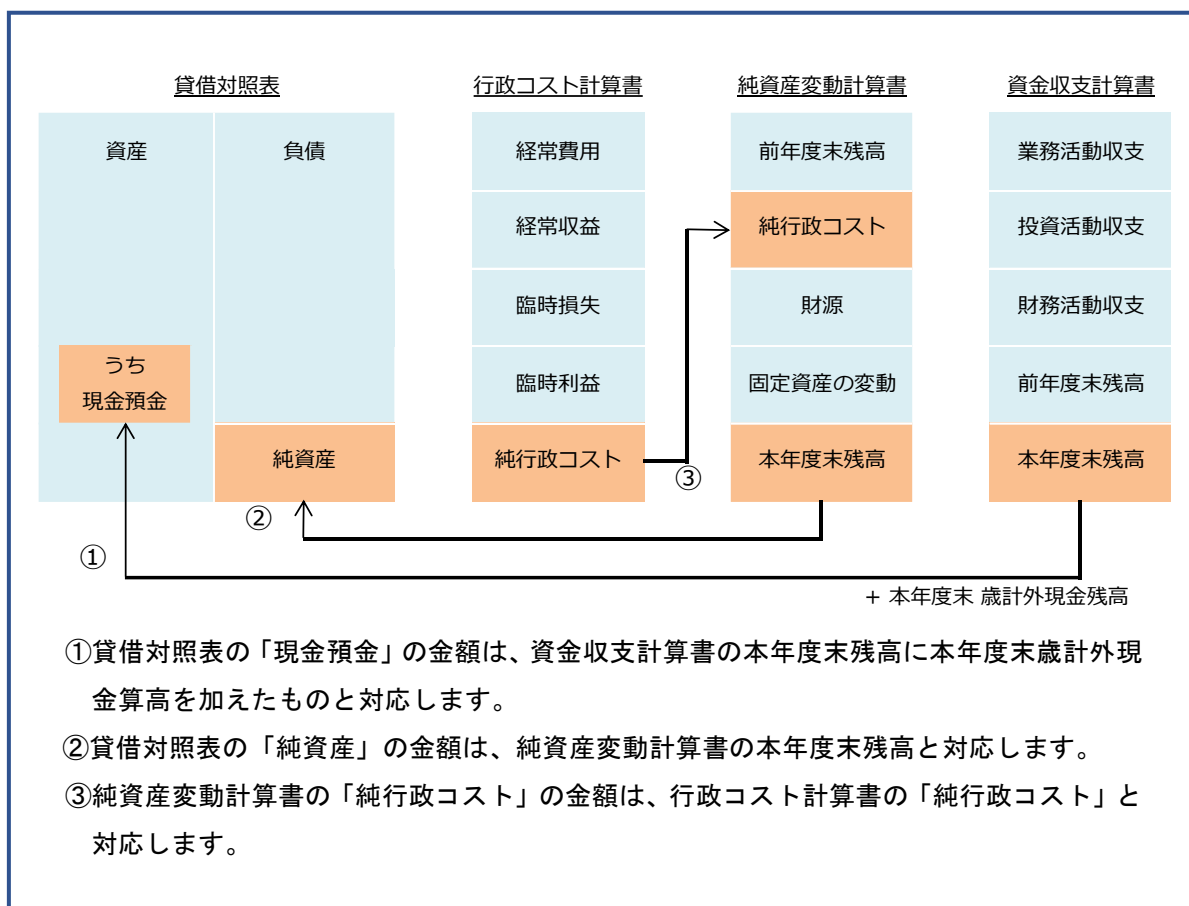 貸借対照表
行政コスト計算書
純資産変動計算書
資金収支計算書
資産
負債
経常費用
前年度末残高
業務活動収支
経常収益
純行政コスト
投資活動収支
臨時損失
財源
財務活動収支
うち
現金預金
臨時利益
固定資産の変動
前年度末残高
純資産
純行政コスト
本年度末残高
本年度末残高
③
②
①
+ 本年度末 歳計外現金残高
①貸借対照表の「現金預金」の金額は、資金収支計算書の本年度末残高に本年度末歳計外現
金算高を加えたものと対応します。
②貸借対照表の「純資産」の金額は、純資産変動計算書の本年度末残高と対応します。
③純資産変動計算書の「純行政コスト」の金額は、行政コスト計算書の「純行政コスト」と
対応します。